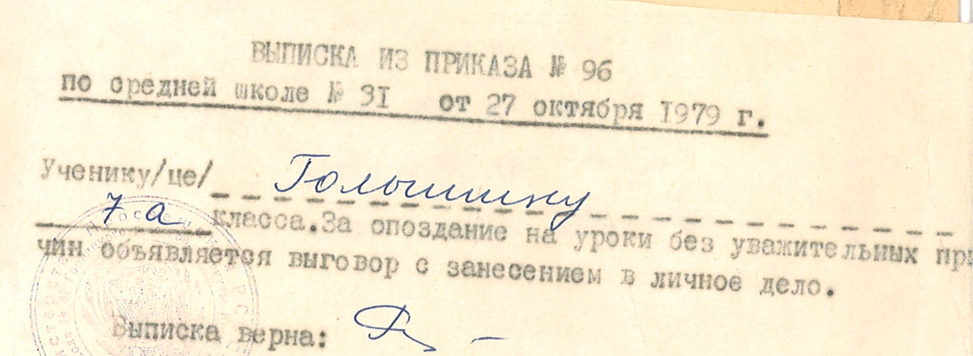 ВЫПИСКА ИЗ ПРИКАЗА № 96
по средней школе № 31 от 27 октября 1979 г.
Ученику/це/ Голышину
7 а класса. За опоздание на уроки без уважительных при
чин объявляется выговор с занесением в личное дело.
Выписка верна: